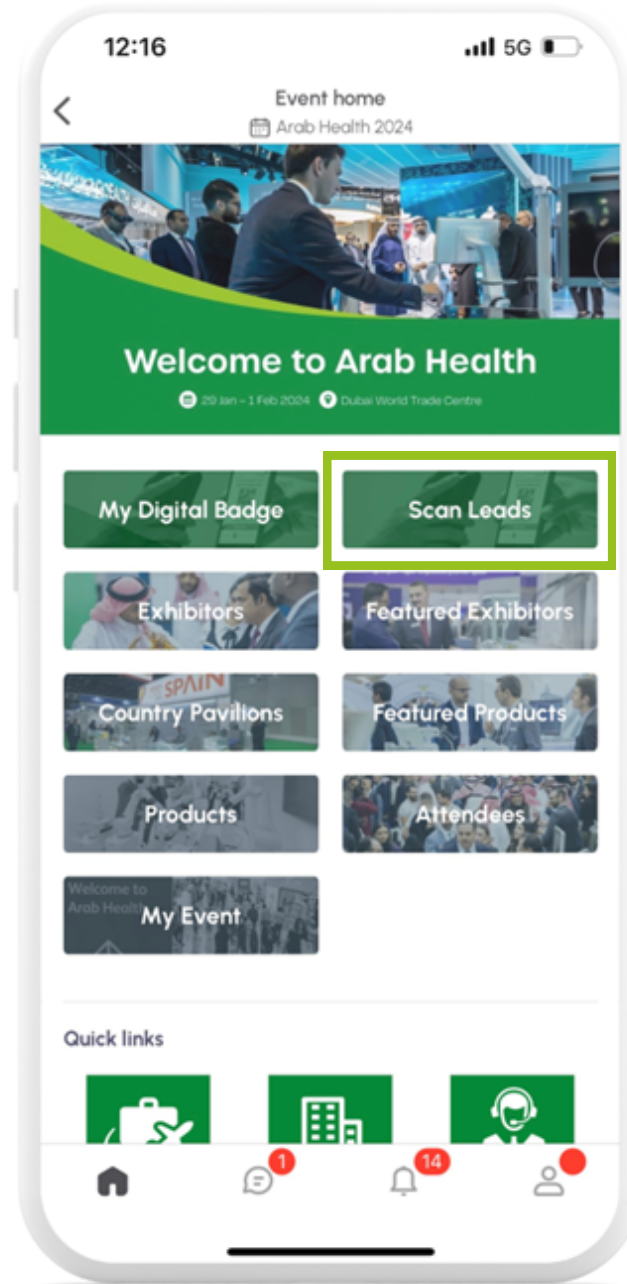 12:16
5G
Event home
Arab Health 2024
Welcome to Arab Health
29 Jan – 1 Feb 2024 Dubai World Trade Centre
My Digital Badge
Scan Leads
Exhibitors
Featured Exhibitors
SPAIN
Country Pavilions
Featured Products
Products
Attendees
Welcome to
Arab Health
My Event
Quick links
1
14